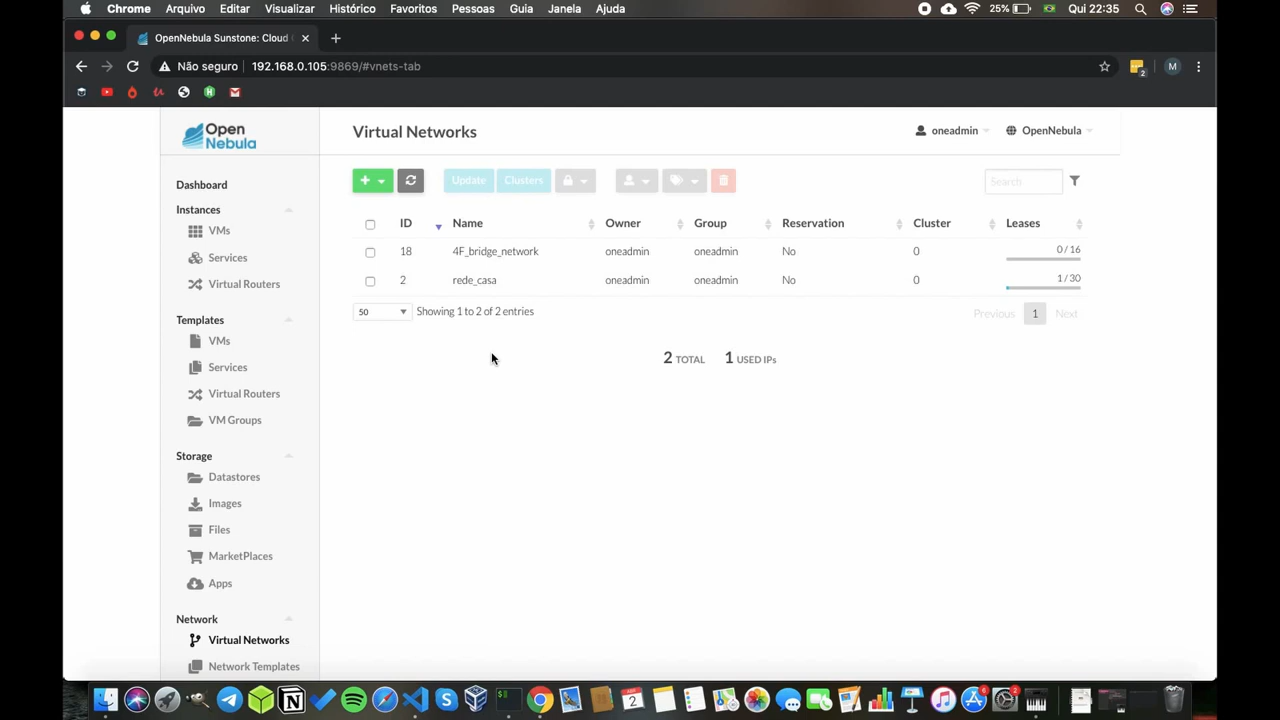 Chrome Arquivo Editar Visualizar Histórico Favoritos Pessoas Guia Janela Ajuda 25% Qui 22:35
OpenNebula Sunstone: Cloud
Não seguro 192.168.0.105:9869/#vnets-tab 2 M
Open
Nebula
Virtual Networks
oneadmin OpenNebula
Update Clusters Search
ID Name Owner Group Reservation Cluster Leases
18 4F_bridge_network oneadmin oneadmin No 0 0 / 16
2 rede_casa oneadmin oneadmin No 0 1 / 30
50 Showing 1 to 2 of 2 entries Previous 1 Next
2 TOTAL 1 USED IPs
Dashboard
Instances
VMs
Services
Virtual Routers
Templates
VMs
Services
Virtual Routers
VM Groups
Storage
Datastores
Images
Files
MarketPlaces
Apps
Network
Virtual Networks
Network Templates
2 6 2